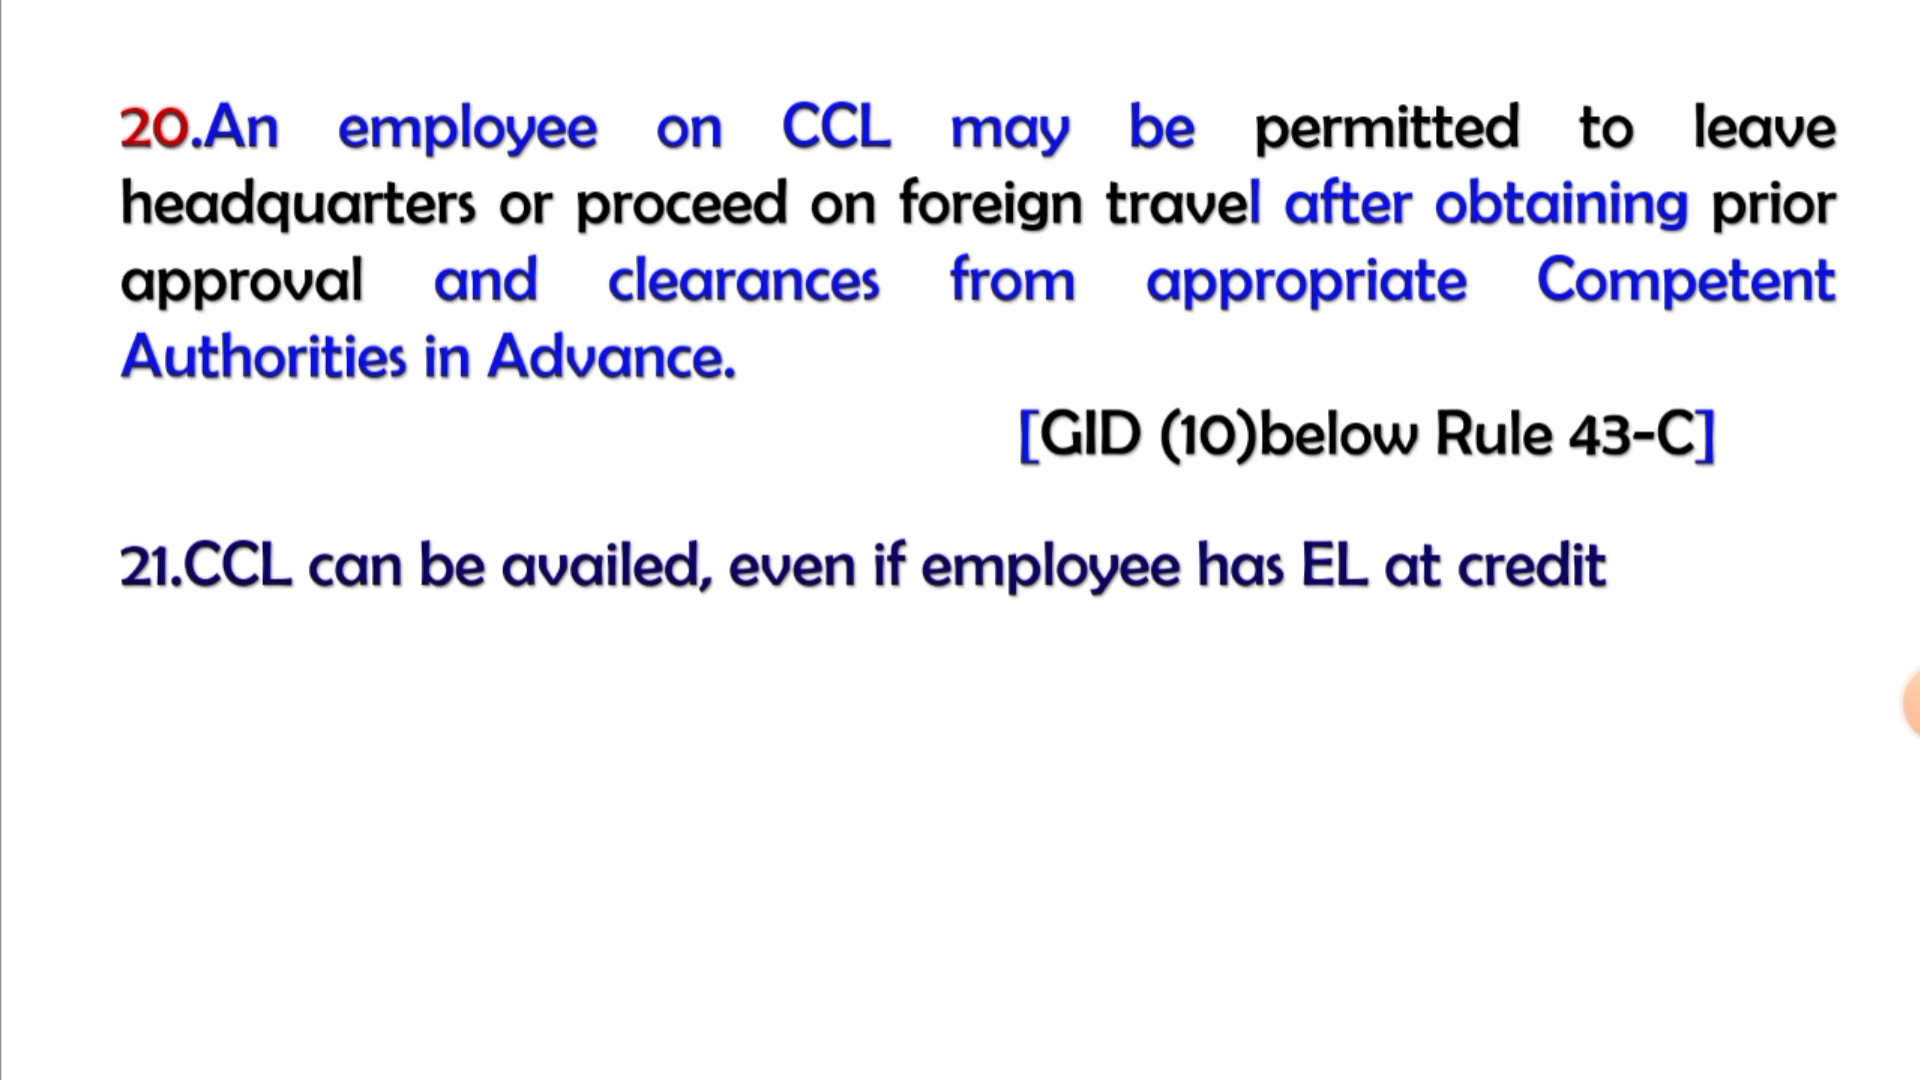 20.An employee on CCL may be permitted to leave
headquarters or proceed on foreign travel after obtaining prior
approval and clearances from appropriate Competent
Authorities in Advance.
[GID (10)below Rule 43-C]
21.CCL can be availed, even if employee has EL at credit